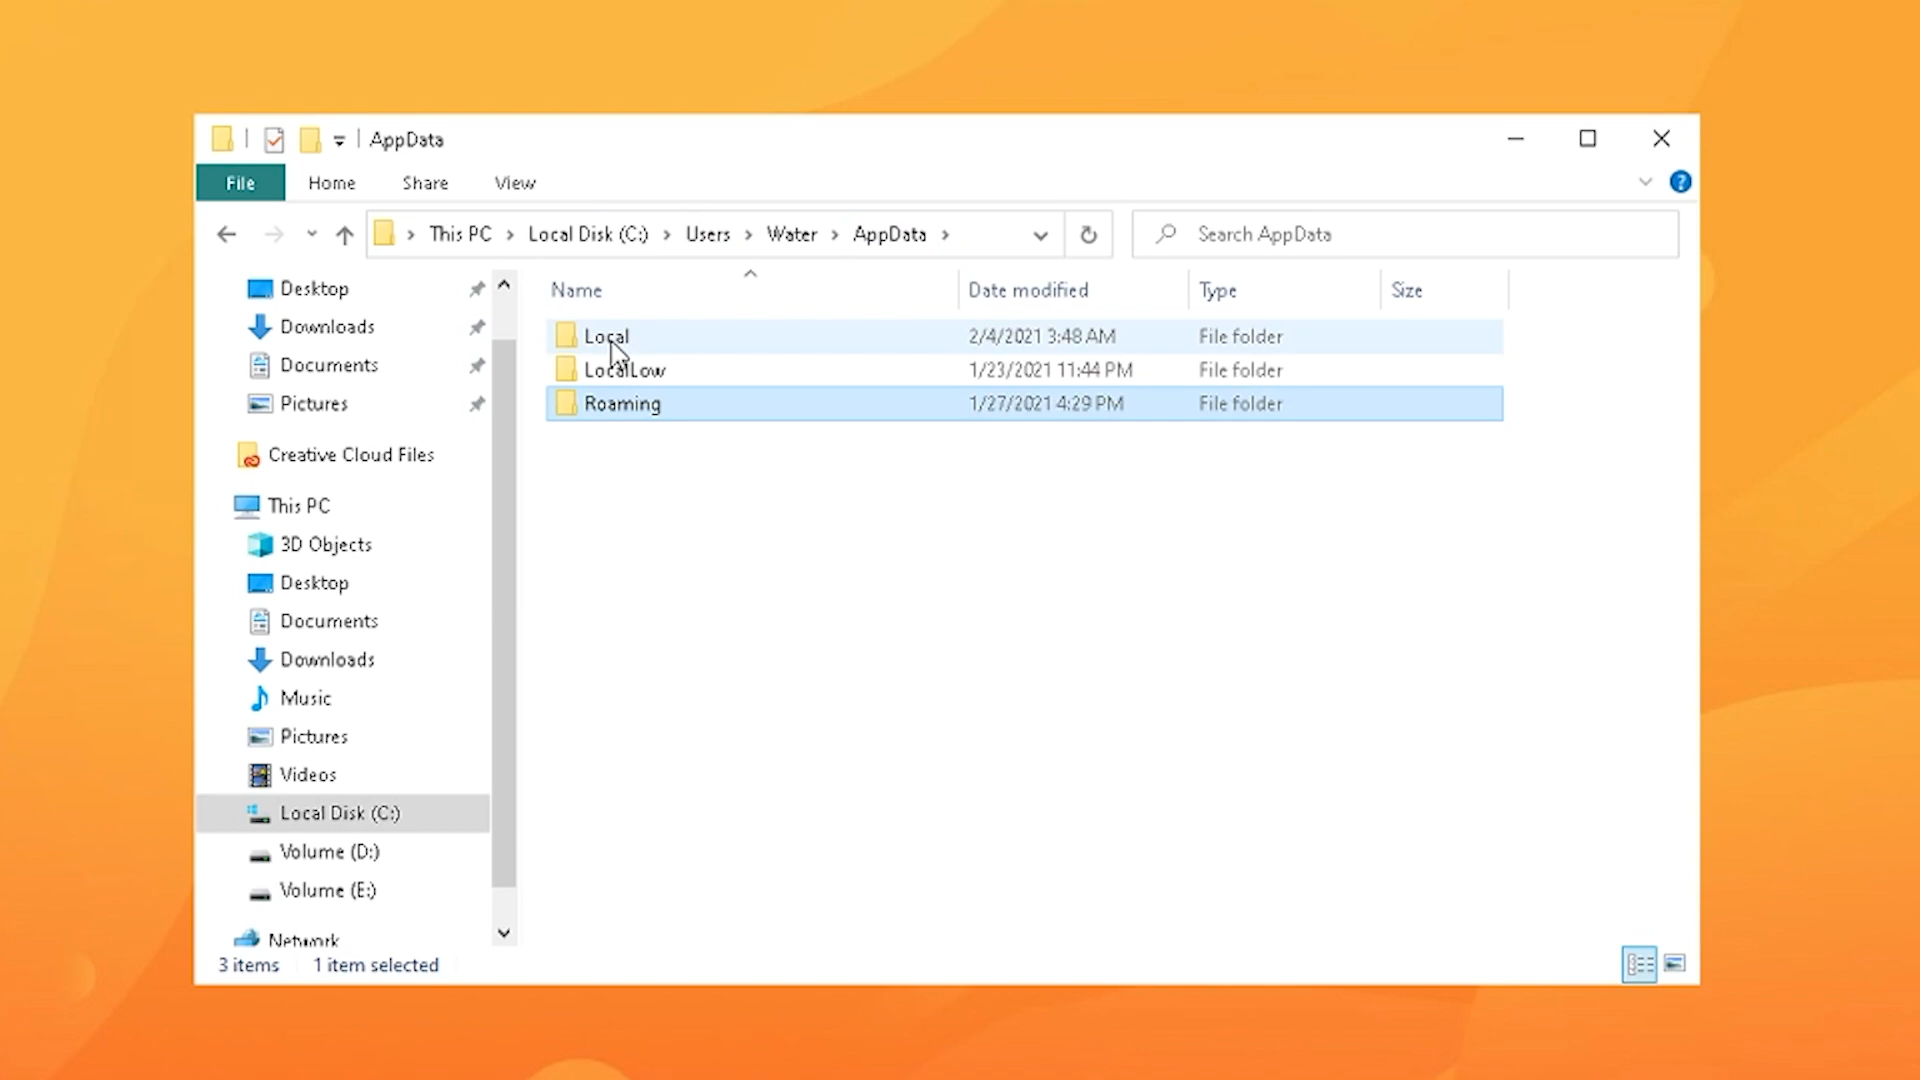 AppData
File Home Share View
This PC Local Disk (C:) Users Water AppData
Search AppData
Desktop
Downloads
Documents
Pictures
Creative Cloud Files
This PC
3D Objects
Desktop
Documents
Downloads
Music
Pictures
Videos
Local Disk (C:)
Volume (D:)
Volume (E:)
Network
Name Date modified Type Size
Local 2/4/2021 3:48 AM File folder
LocalLow 1/23/2021 11:44 PM File folder
Roaming 1/27/2021 4:29 PM File folder
3 items 1 item selected